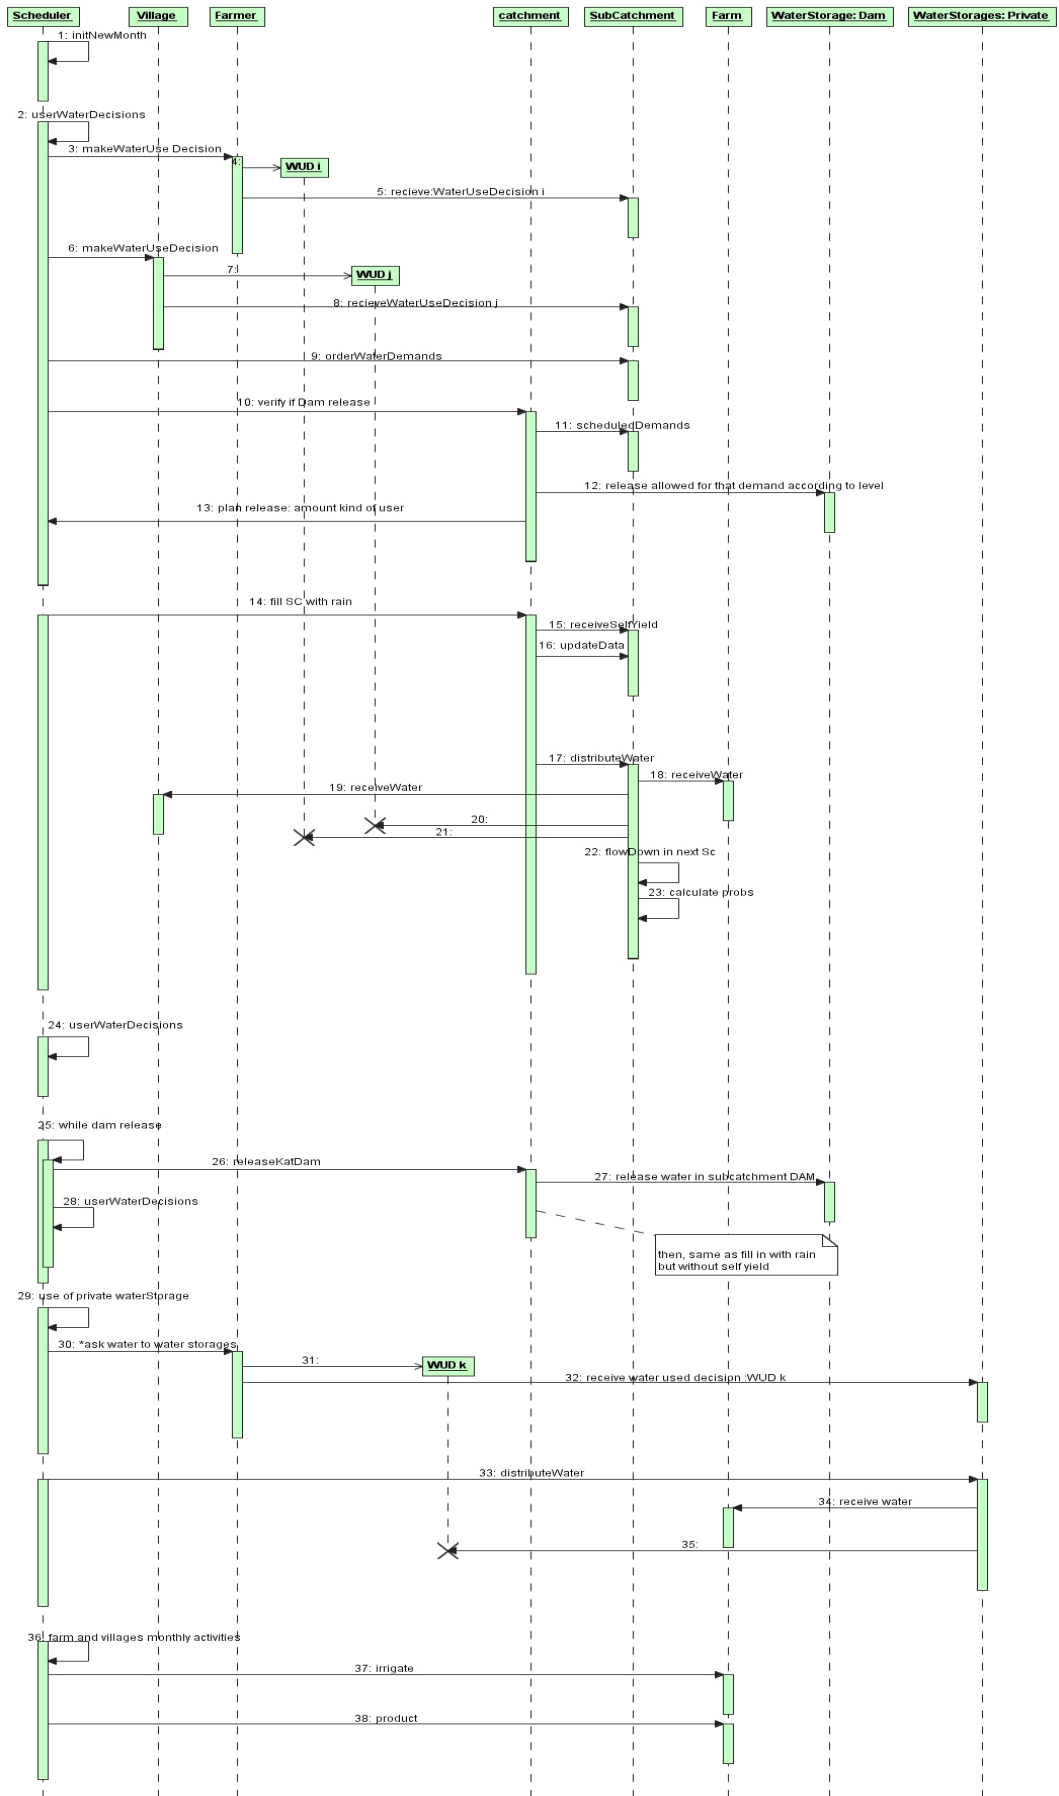 Scheduler
Village
Farmer
catchment
SubCatchment
Farm
WaterStorage: Dam
WaterStorages: Private
1: initNewMonth
2: userWaterDecisions
3: makeWaterUse Decision
4:
WUD i
5: recieve:WaterUseDecision i
6: makeWaterUseDecision
7:
WUD j
8: recieveWaterUseDecision j
9: orderWaterDemands
10: verify if Dam release
11: scheduledDemands
12: release allowed for that demand according to level
13: plan release: amount kind of user
14: fill SC with rain
15: receiveSelfYield
16: updateData
17: distributeWater
18: receiveWater
19: receiveWater
20:
21:
22: flowDown in next Sc
23: calculate probs
24: userWaterDecisions
25: while dam release
26: releaseKatDam
27: release water in subcatchment DAM
28: userWaterDecisions
then, same as fill in with rain
but without self yield
29: use of private waterStorage
30: *ask water to water storages
31:
WUD k
32: receive water used decision :WUD k
33: distributeWater
34: receive water
35:
36: farm and villages monthly activities
37: irrigate
38: product